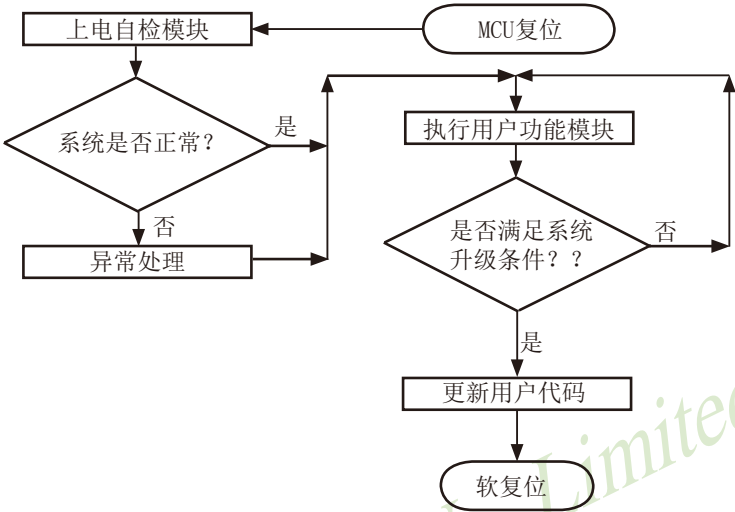 上电自检模块
MCU复位
系统是否正常?
是
否
异常处理
执行用户功能模块
是否满足系统
升级条件??
否
是
更新用户代码
软复位
Limited